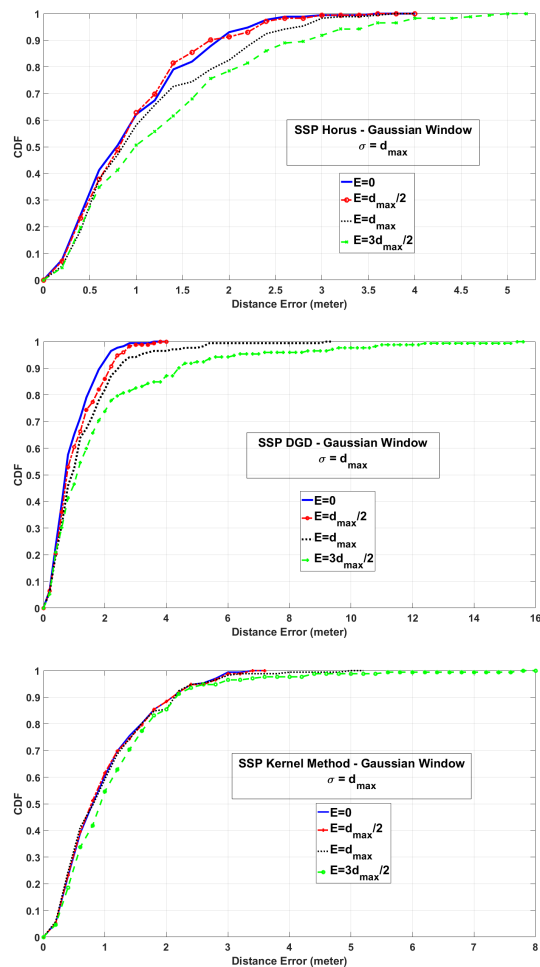 1
0.9
0.8
0.7
0.6
0.5
0.4
0.3
0.2
0.1
0
CDF
SSP Horus - Gaussian Window
σ = dmax
E=0
E=dmax/2
E=dmax
E=3dmax/2
0 0.5 1 1.5 2 2.5 3 3.5 4 4.5 5
Distance Error (meter)
1
0.9
0.8
0.7
0.6
0.5
0.4
0.3
0.2
0.1
0
CDF
SSP DGD - Gaussian Window
σ = dmax
E=0
E=dmax/2
E=dmax
E=3dmax/2
0 2 4 6 8 10 12 14 16
Distance Error (meter)
1
0.9
0.8
0.7
0.6
0.5
0.4
0.3
0.2
0.1
0
CDF
SSP Kernel Method - Gaussian Window
σ = dmax
E=0
E=dmax/2
E=dmax
E=3dmax/2
0 1 2 3 4 5 6 7 8
Distance Error (meter)